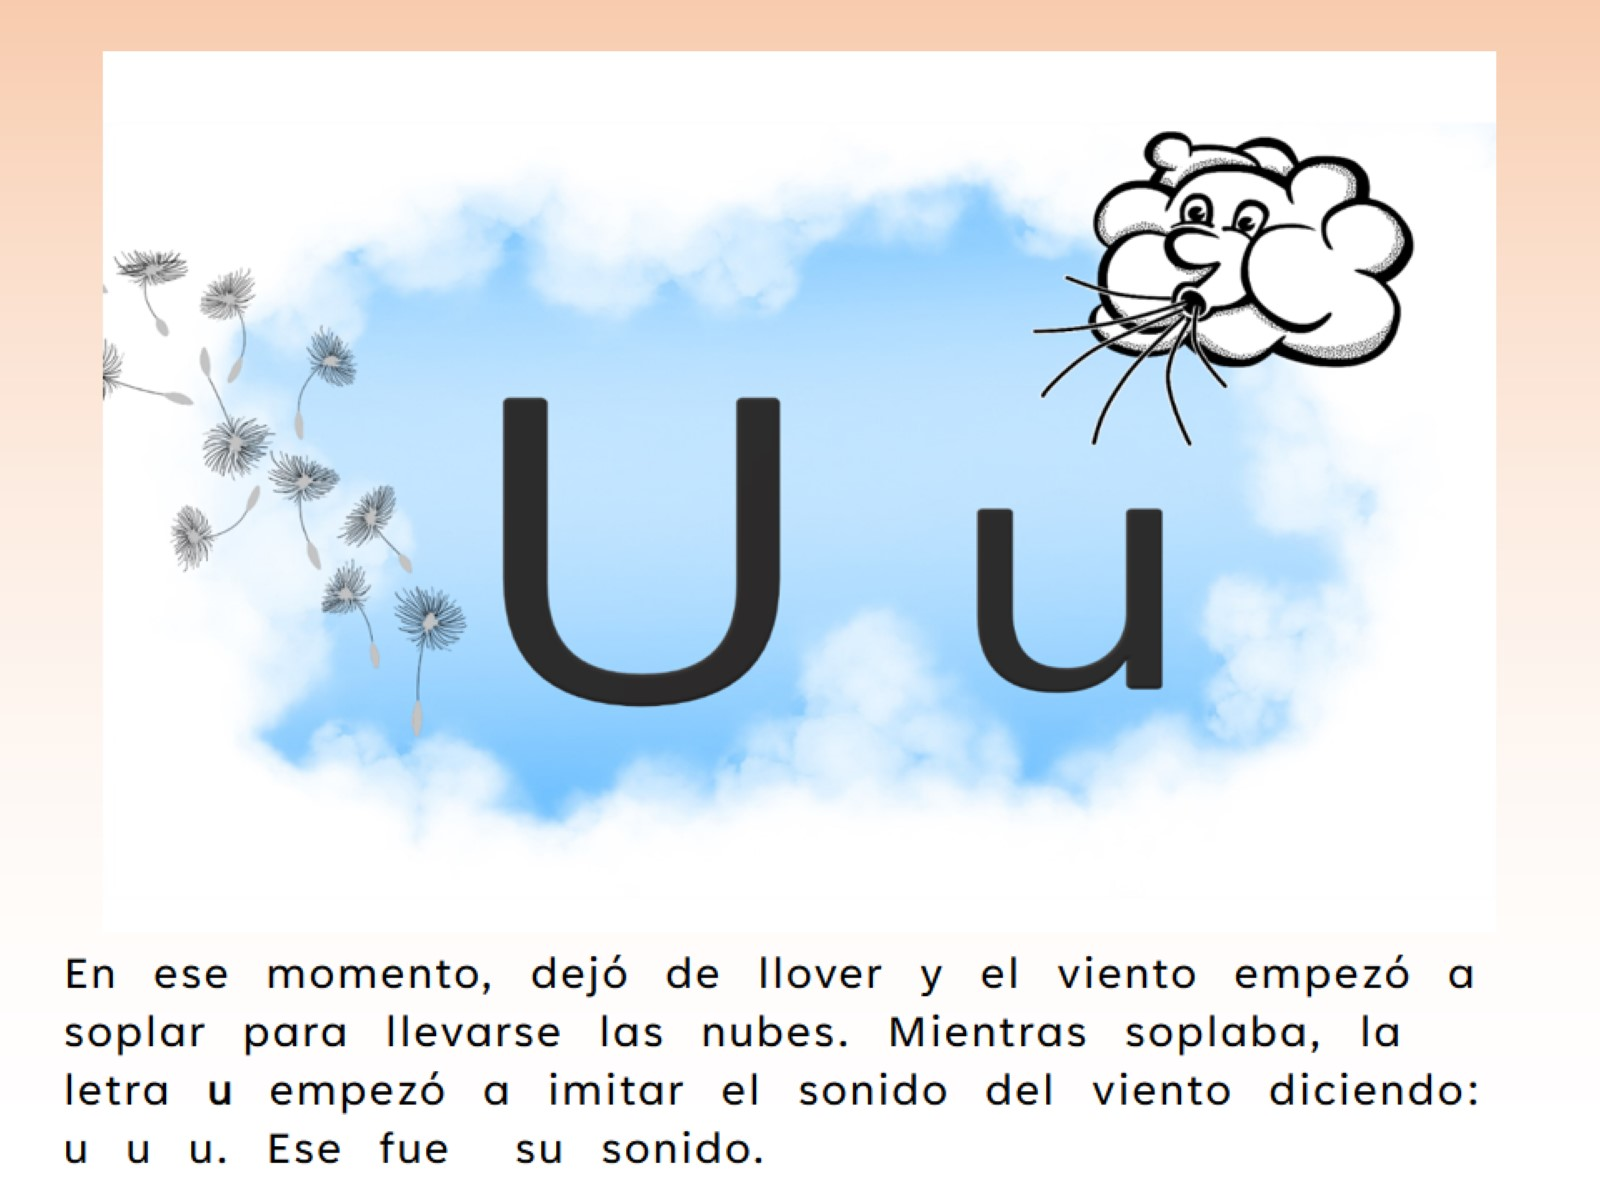 U u
En ese momento, dejó de llover y el viento empezó a
soplar para llevarse las nubes. Mientras soplaba, la
letra u empezó a imitar el sonido del viento diciendo:
u u u. Ese fue su sonido.